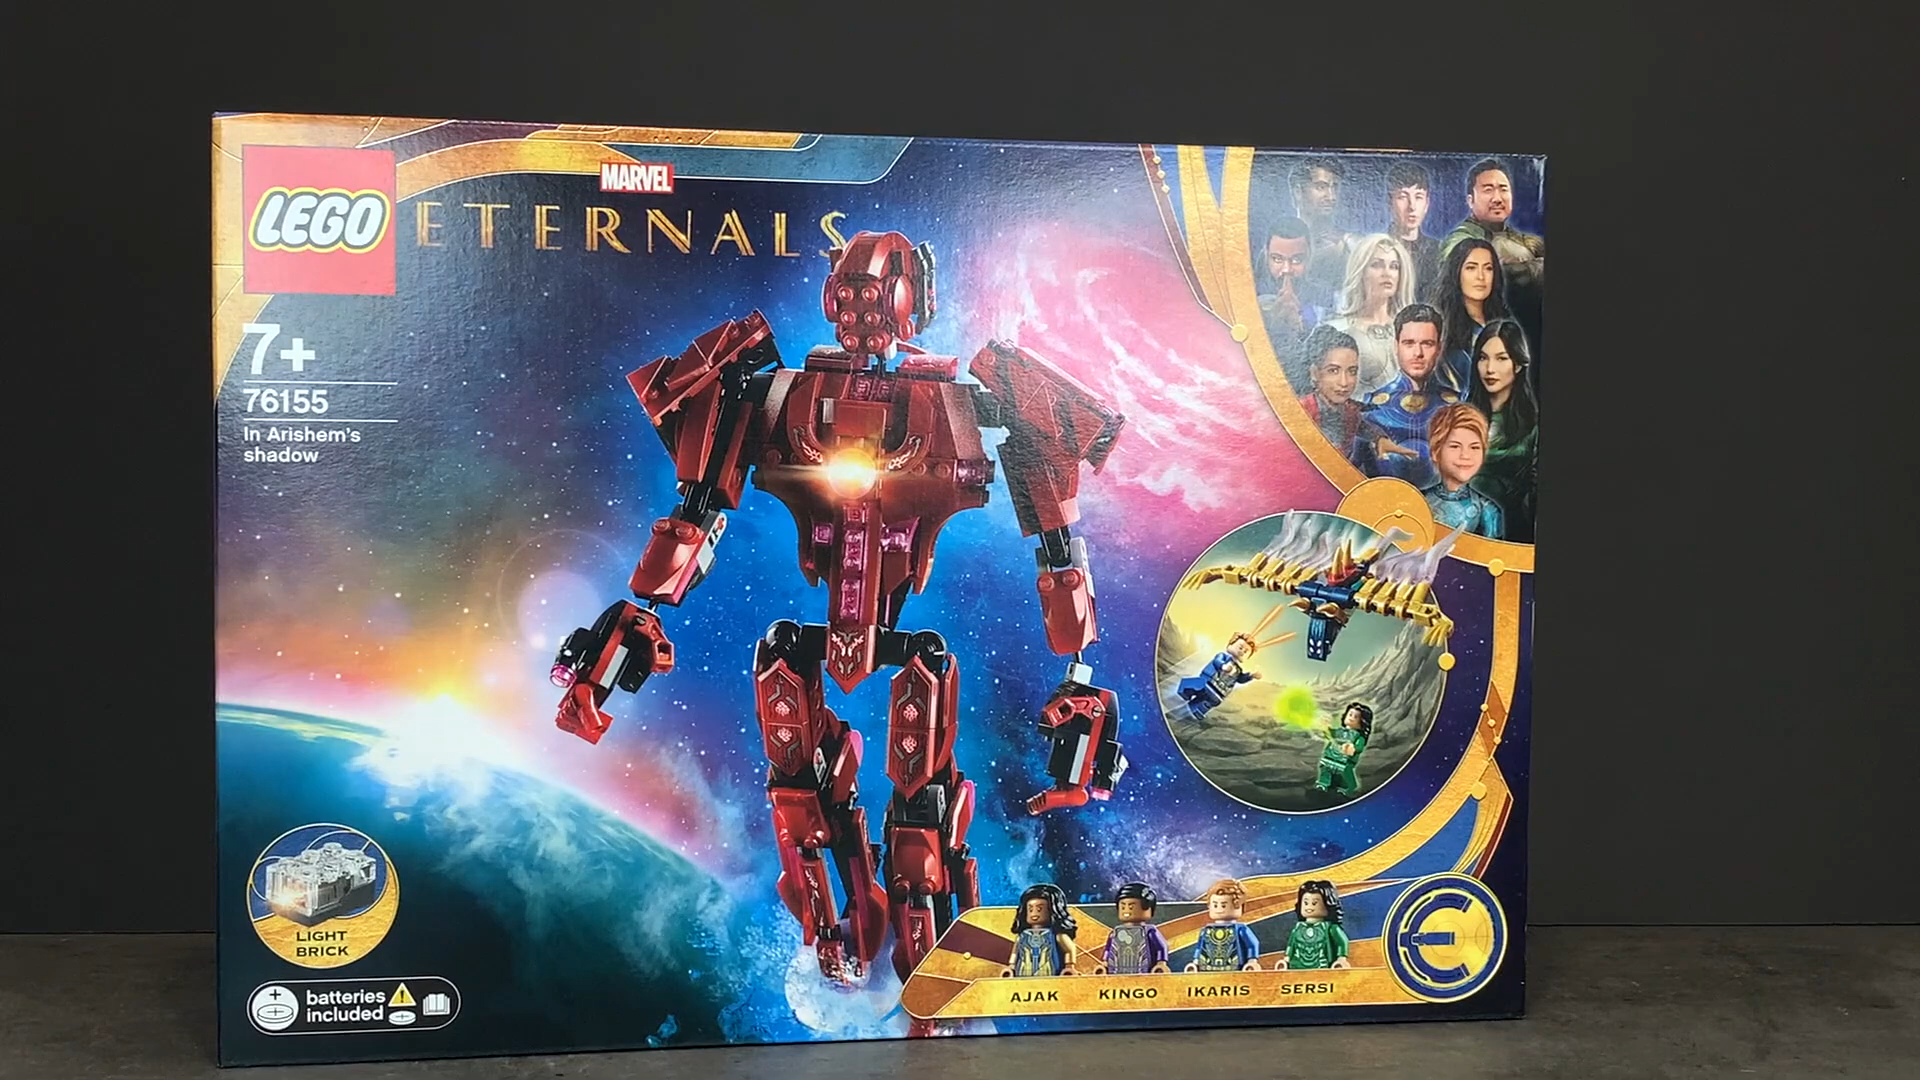 LEGO
MARVEL
ETERNALS
7+
76155
In Arishem's
shadow
LIGHT
BRICK
batteries
included
AJAK KINGO IKARIS SERSI